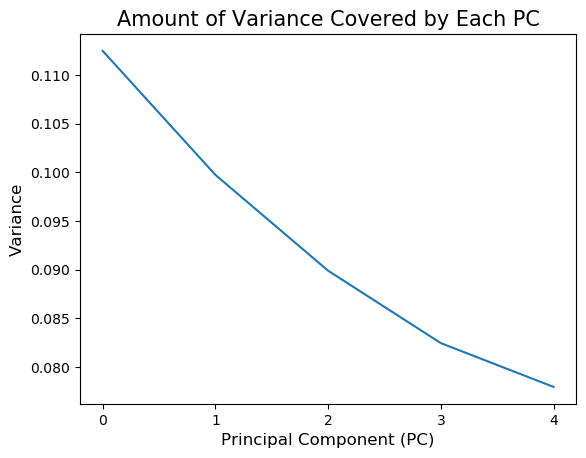 Amount of Variance Covered by Each PC
0.110
0.105
0.100
0.095
0.090
0.085
0.080
Variance
0 1 2 3 4
Principal Component (PC)